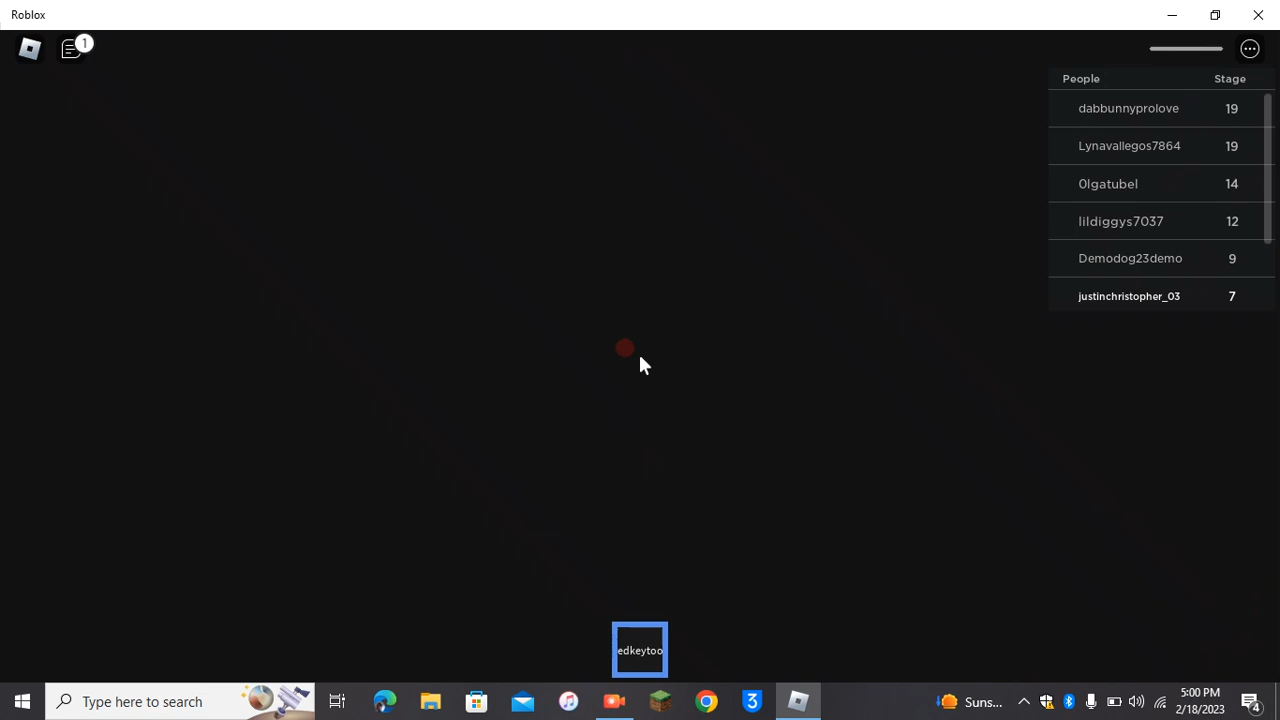 Roblox
1
People Stage
dabbunnyprolove 19
Lynavallegos7864 19
0lgatubel 14
lildiggys7037 12
Demodog23demo 9
justinchristopher_03 7
edkeytoo
Type here to search
3
Suns...
5:00 PM
2/18/2023
4